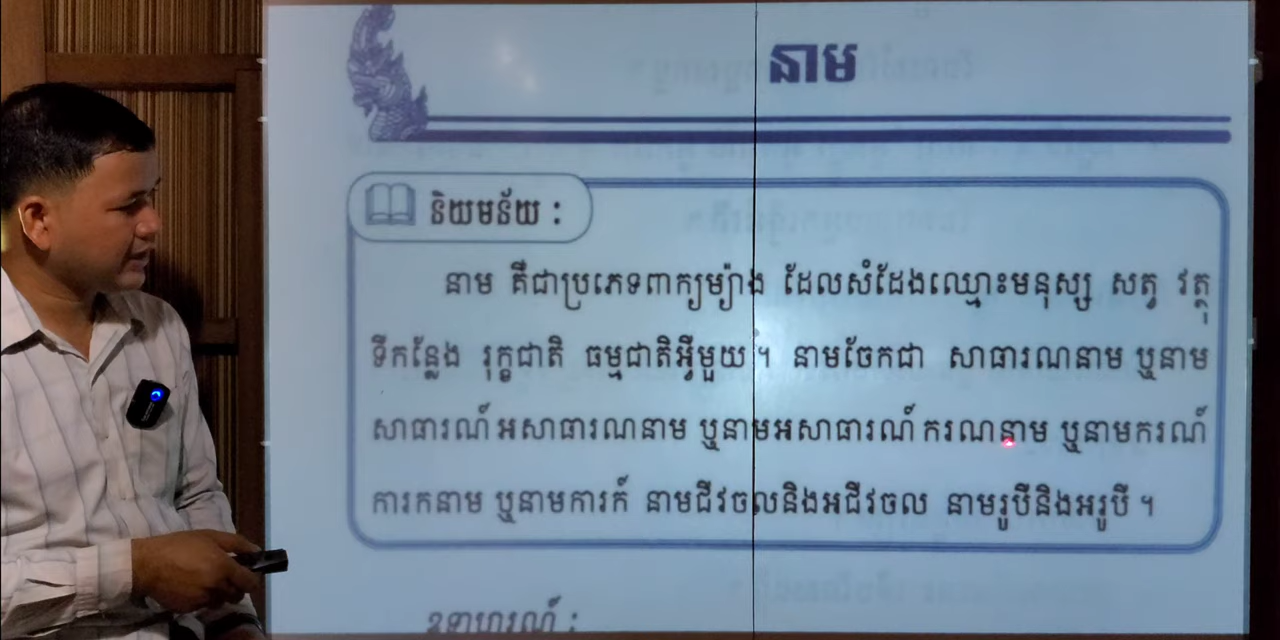 នាម
និយមន័យ :
នាម គឺជាប្រភេទពាក្យម្យ៉ាង ដែលសំដែងឈ្មោះមនុស្ស សត្វ វត្ថុ
ទីកន្លែង រុក្ខជាតិ ធម្មជាតិអ្វីមួយ ។ នាមចែកជា សាធារណនាម ឬនាម
សាធារណ៍ អសាធារណនាម ឬនាមអសាធារណ៍ ករណនាម ឬនាមករណ៍
ការកនាម ឬនាមការក៍ នាមជីវចលនិងអជីវចល នាមរូបីនិងអរូបី ។
ឧទាហរណ៍ :